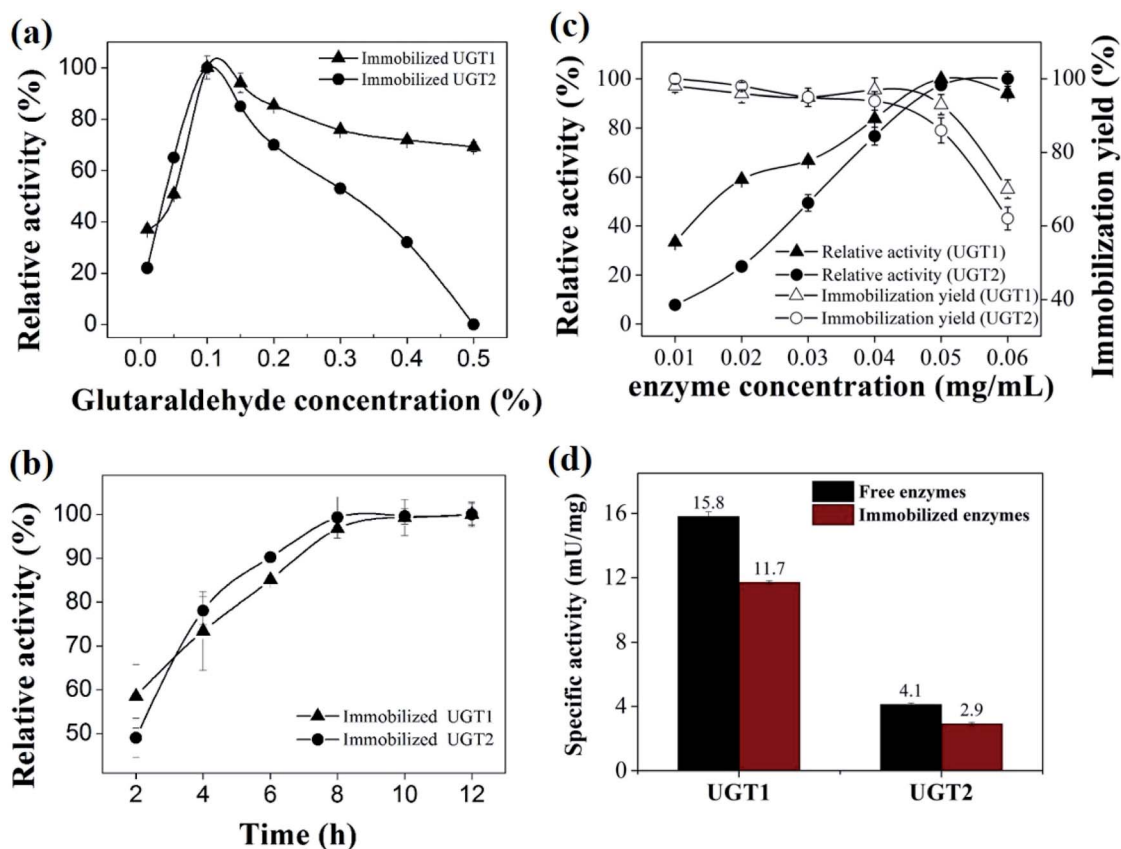 (a)
Relative activity (%)
100
80
60
40
20
0
Immobilized UGT1
Immobilized UGT2
0.0 0.1 0.2 0.3 0.4 0.5
Glutaraldehyde concentration (%)
(c)
Relative activity (%)
100
80
60
40
20
0
Relative activity (UGT1)
Relative activity (UGT2)
Immobilization yield (UGT1)
Immobilization yield (UGT2)
100
80
60
40
Immobilization yield (%)
0.01 0.02 0.03 0.04 0.05 0.06
enzyme concentration (mg/mL)
(b)
Relative activity (%)
100
90
80
70
60
50
Immobilized UGT1
Immobilized UGT2
2 4 6 8 10 12
Time (h)
(d)
Specific activity (mU/mg)
16
12
8
4
0
Free enzymes
Immobilized enzymes
15.8
11.7
4.1
2.9
UGT1 UGT2